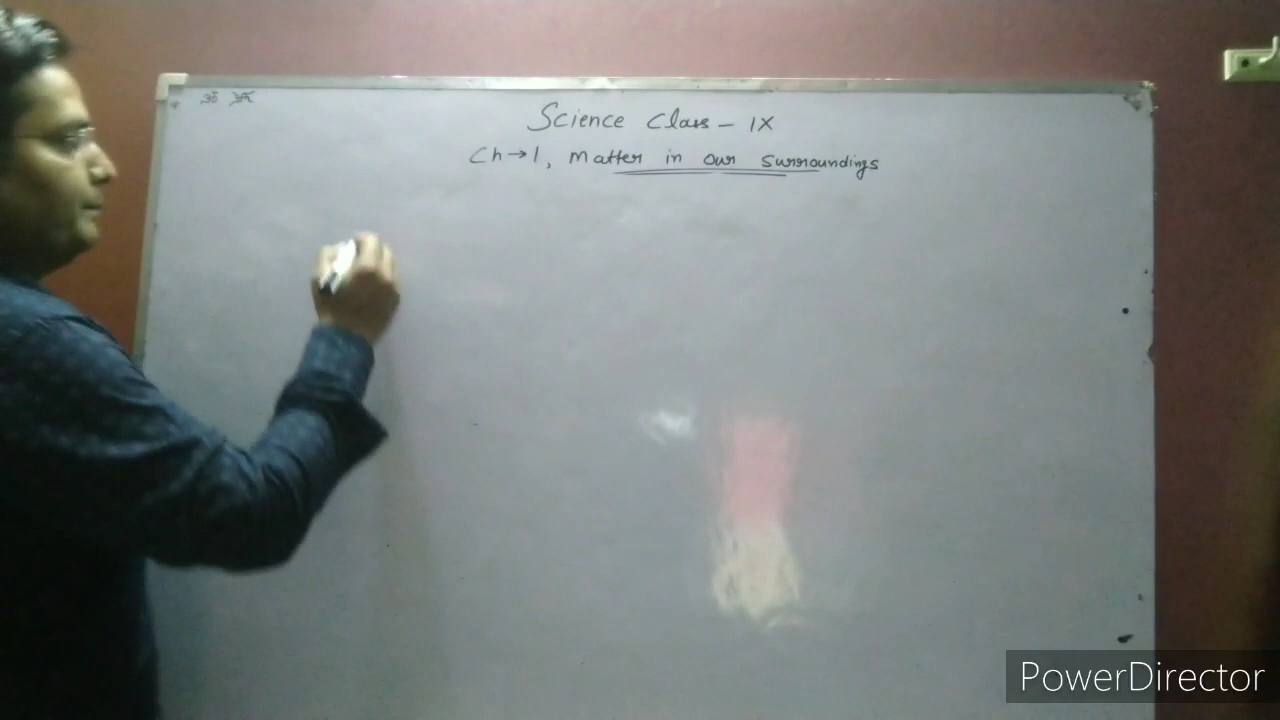 ॐ
Science Class - IX
Ch→1, Matter in our surroundings
PowerDirector